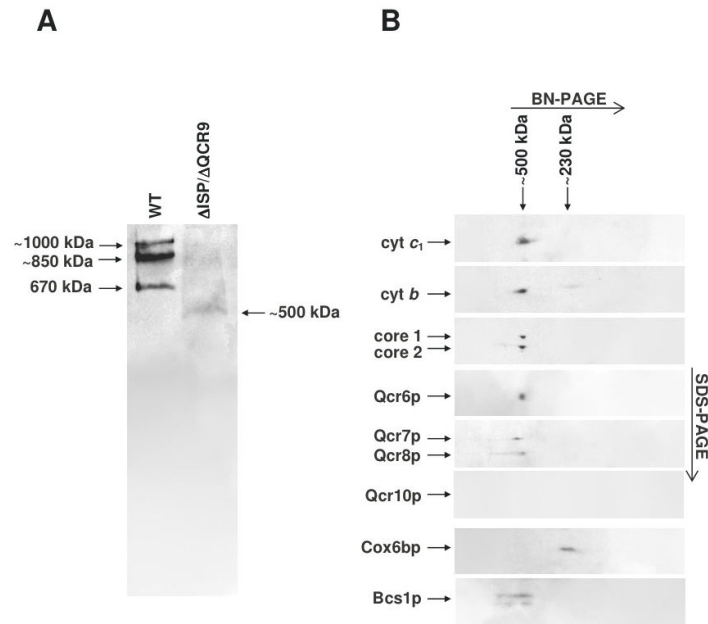 A
B
WT
ΔISP/ΔQCR9
~1000 kDa
~850 kDa
670 kDa
~500 kDa
BN-PAGE
~500 kDa
~230 kDa
cyt c1
cyt b
core 1
core 2
Qcr6p
Qcr7p
Qcr8p
Qcr10p
Cox6bp
Bcs1p
SDS-PAGE